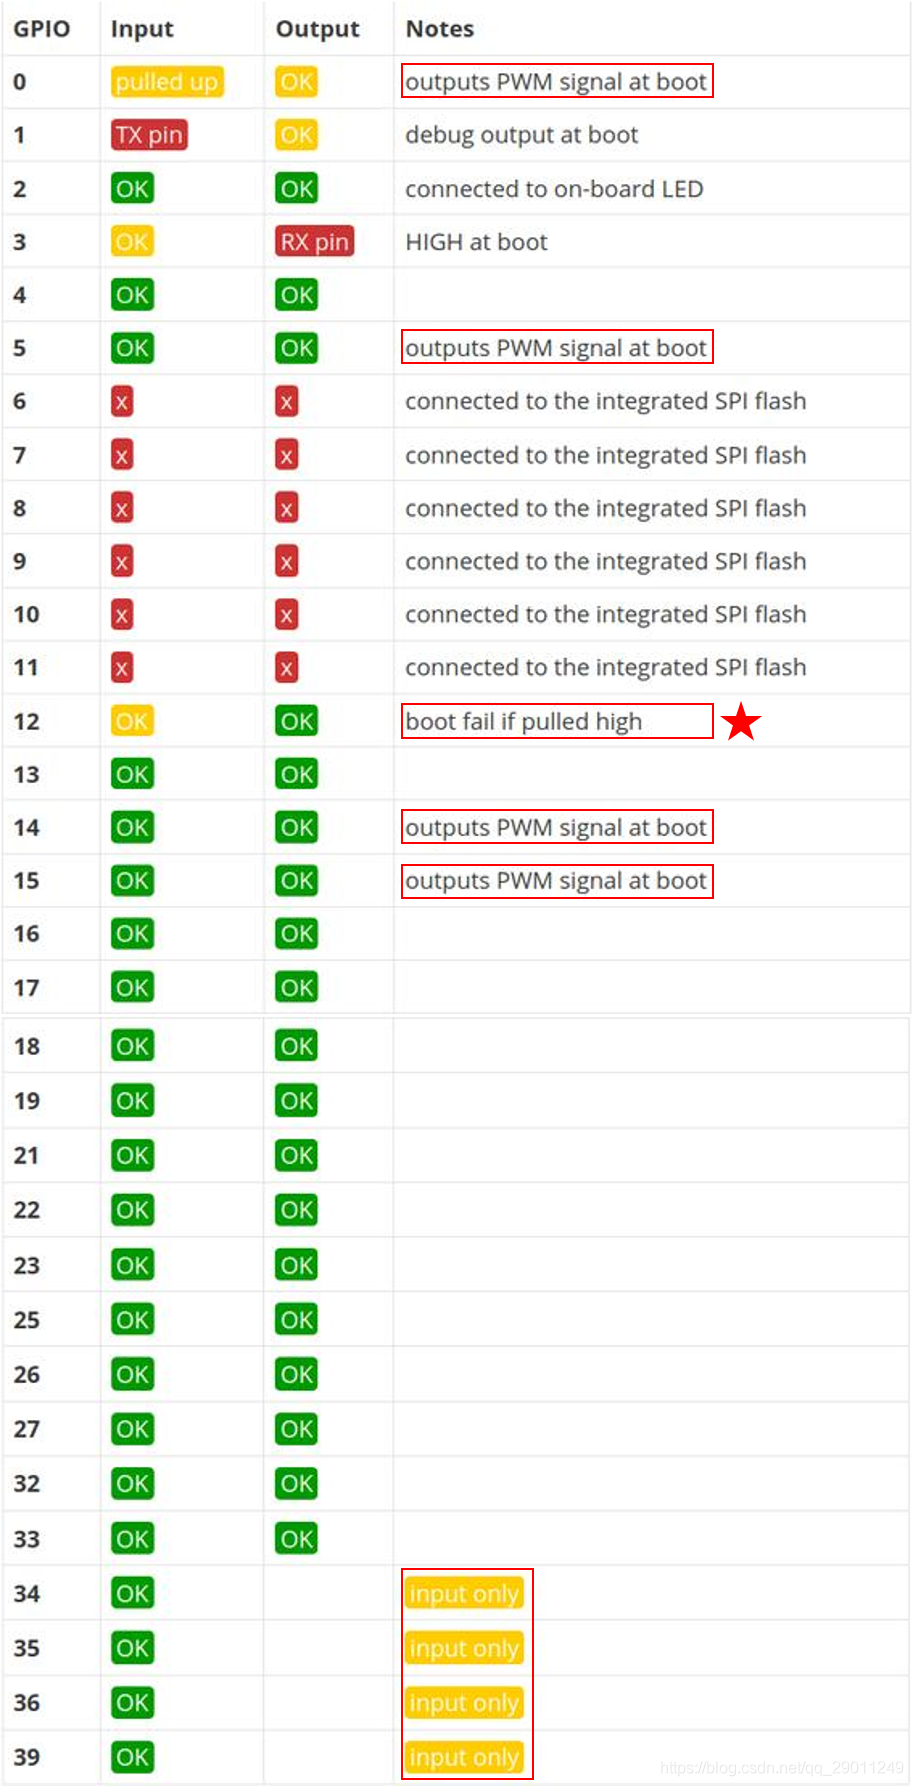 GPIO Input Output Notes
0 pulled up OK outputs PWM signal at boot
1 TX pin OK debug output at boot
2 OK OK connected to on-board LED
3 OK RX pin HIGH at boot
4 OK OK
5 OK OK outputs PWM signal at boot
6 x x connected to the integrated SPI flash
7 x x connected to the integrated SPI flash
8 x x connected to the integrated SPI flash
9 x x connected to the integrated SPI flash
10 x x connected to the integrated SPI flash
11 x x connected to the integrated SPI flash
12 OK OK boot fail if pulled high
13 OK OK
14 OK OK outputs PWM signal at boot
15 OK OK outputs PWM signal at boot
16 OK OK
17 OK OK
18 OK OK
19 OK OK
21 OK OK
22 OK OK
23 OK OK
25 OK OK
26 OK OK
27 OK OK
32 OK OK
33 OK OK
34 OK input only
35 OK input only
36 OK input only
39 OK input only
https://blog.csdn.net/qq_29011249